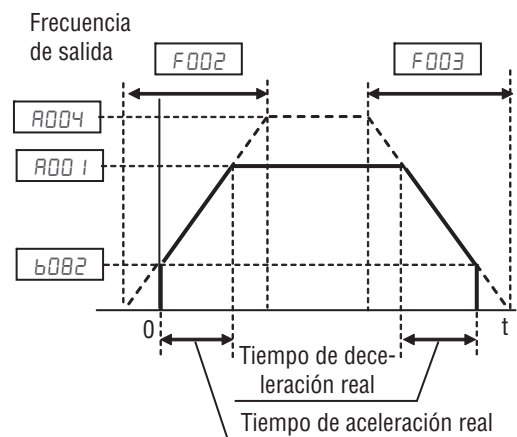 Frecuencia
de salida
F002
F003
A004
A001
b082
0
t
Tiempo de dece-
leración real
Tiempo de aceleración real